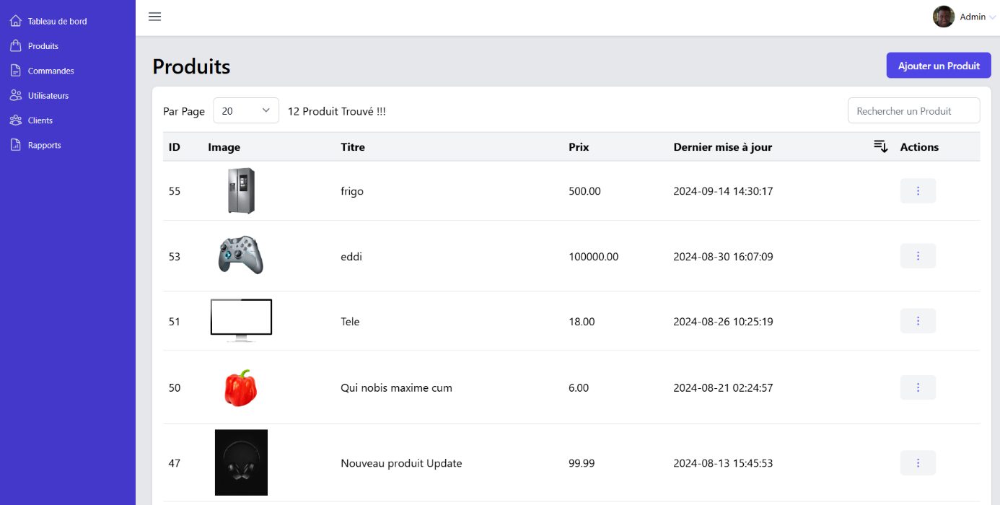 Tableau de bord
Produits
Commandes
Utilisateurs
Clients
Rapports
Admin
Produits
Ajouter un Produit
Par Page 20 12 Produit Trouvé !!! Rechercher un Produit
ID Image Titre Prix Dernier mise à jour Actions
55 frigo 500.00 2024-09-14 14:30:17
53 eddi 100000.00 2024-08-30 16:07:09
51 Tele 18.00 2024-08-26 10:25:19
50 Qui nobis maxime cum 6.00 2024-08-21 02:24:57
47 Nouveau produit Update 99.99 2024-08-13 15:45:53